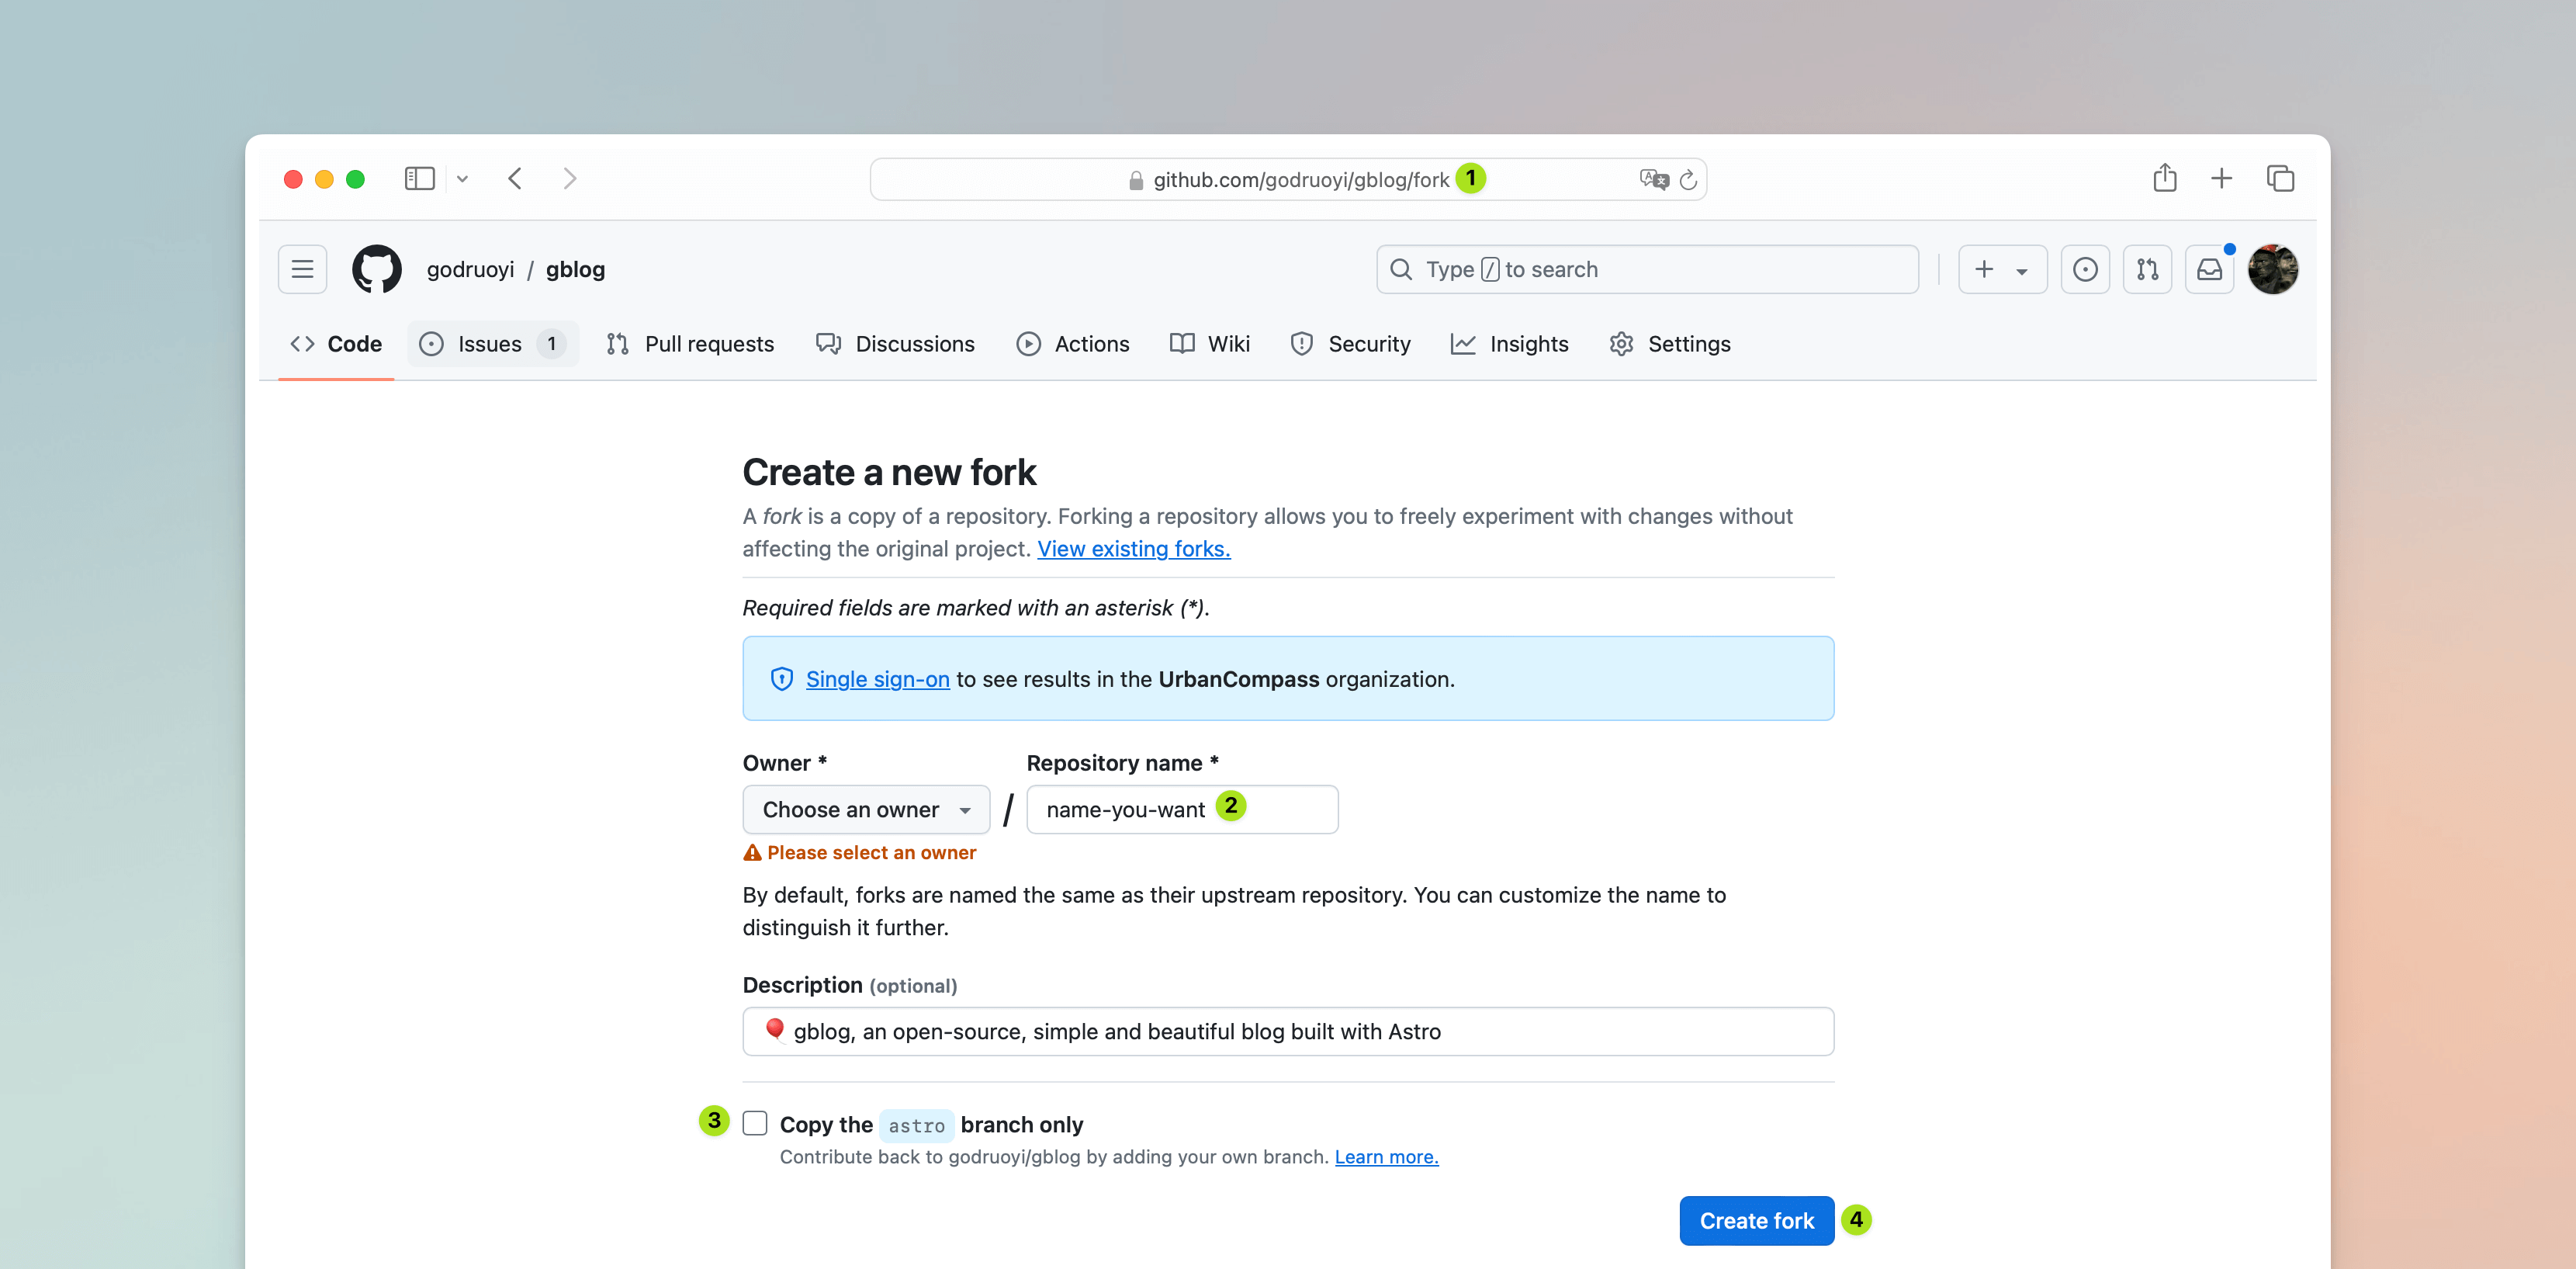 github.com/godruoyi/gblog/fork 1
godruoyi / gblog
Type / to search
Code Issues 1 Pull requests Discussions Actions Wiki Security Insights Settings
Create a new fork
A fork is a copy of a repository. Forking a repository allows you to freely experiment with changes without
affecting the original project. View existing forks.
Required fields are marked with an asterisk (*).
Single sign-on to see results in the UrbanCompass organization.
Owner * Repository name *
Choose an owner / name-you-want 2
Please select an owner
By default, forks are named the same as their upstream repository. You can customize the name to
distinguish it further.
Description (optional)
🎈 gblog, an open-source, simple and beautiful blog built with Astro
3 Copy the astro branch only
Contribute back to godruoyi/gblog by adding your own branch. Learn more.
Create fork 4